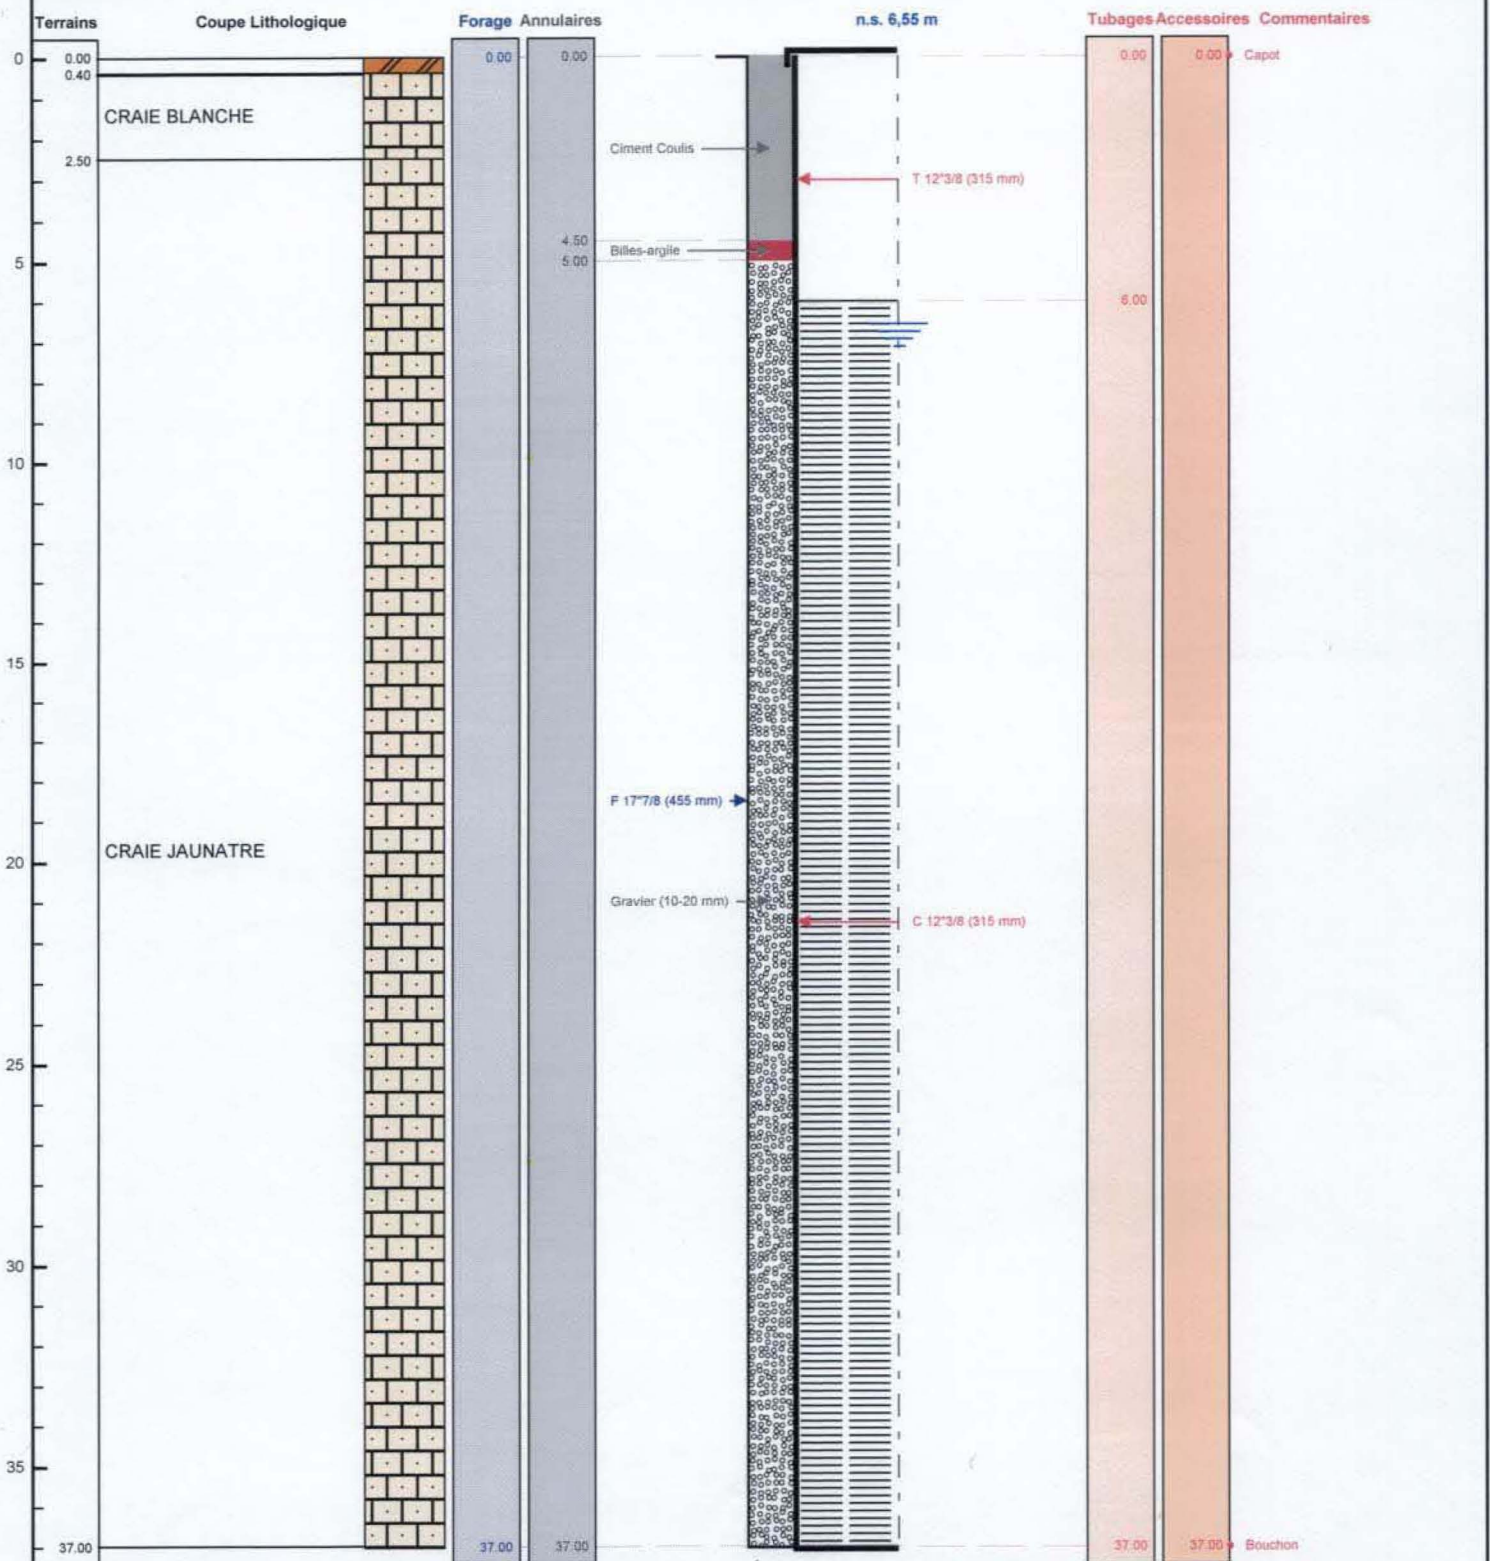 Terrains Coupe Lithologique Forage Annulaires n.s. 6,55 m Tubages Accessoires Commentaires
0 0.00 0.00 0.00 0.00 0.00 Capot
0.40
CRAIE BLANCHE
Ciment Coulis
2.50
T 12"3/8 (315 mm)
4.50
Billes-argile
5 5.00
6.00
10
15
F 17"7/8 (455 mm)
20 CRAIE JAUNATRE
Gravier (10-20 mm)
C 12"3/8 (315 mm)
25
30
35
37.00 37.00 37.00 37.00 37.00 Bouchon